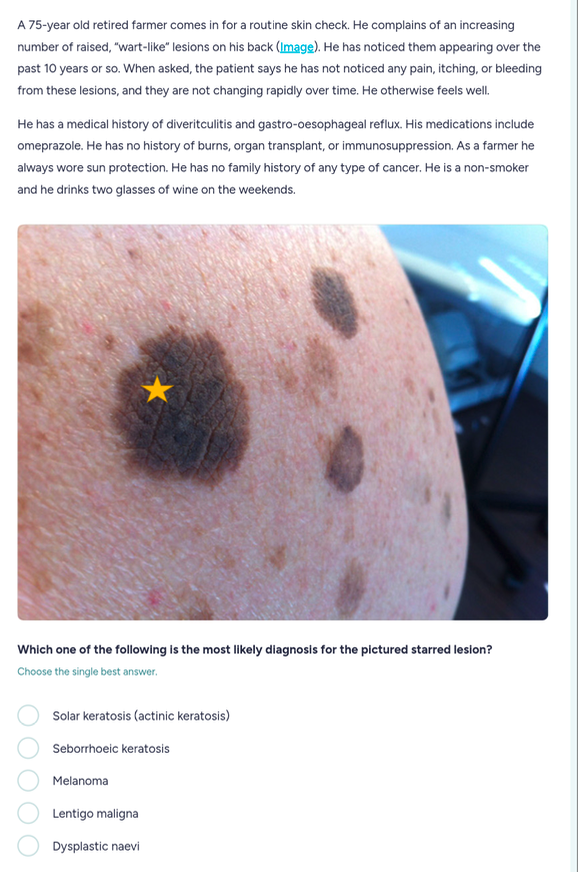 A 75-year old retired farmer comes in for a routine skin check. He complains of an increasing
number of raised, “wart-like” lesions on his back (Image). He has noticed them appearing over the
past 10 years or so. When asked, the patient says he has not noticed any pain, itching, or bleeding
from these lesions, and they are not changing rapidly over time. He otherwise feels well.
He has a medical history of diveritculitis and gastro-oesophageal reflux. His medications include
omeprazole. He has no history of burns, organ transplant, or immunosuppression. As a farmer he
always wore sun protection. He has no family history of any type of cancer. He is a non-smoker
and he drinks two glasses of wine on the weekends.
Which one of the following is the most likely diagnosis for the pictured starred lesion?
Choose the single best answer.
Solar keratosis (actinic keratosis)
Seborrhoeic keratosis
Melanoma
Lentigo maligna
Dysplastic naevi